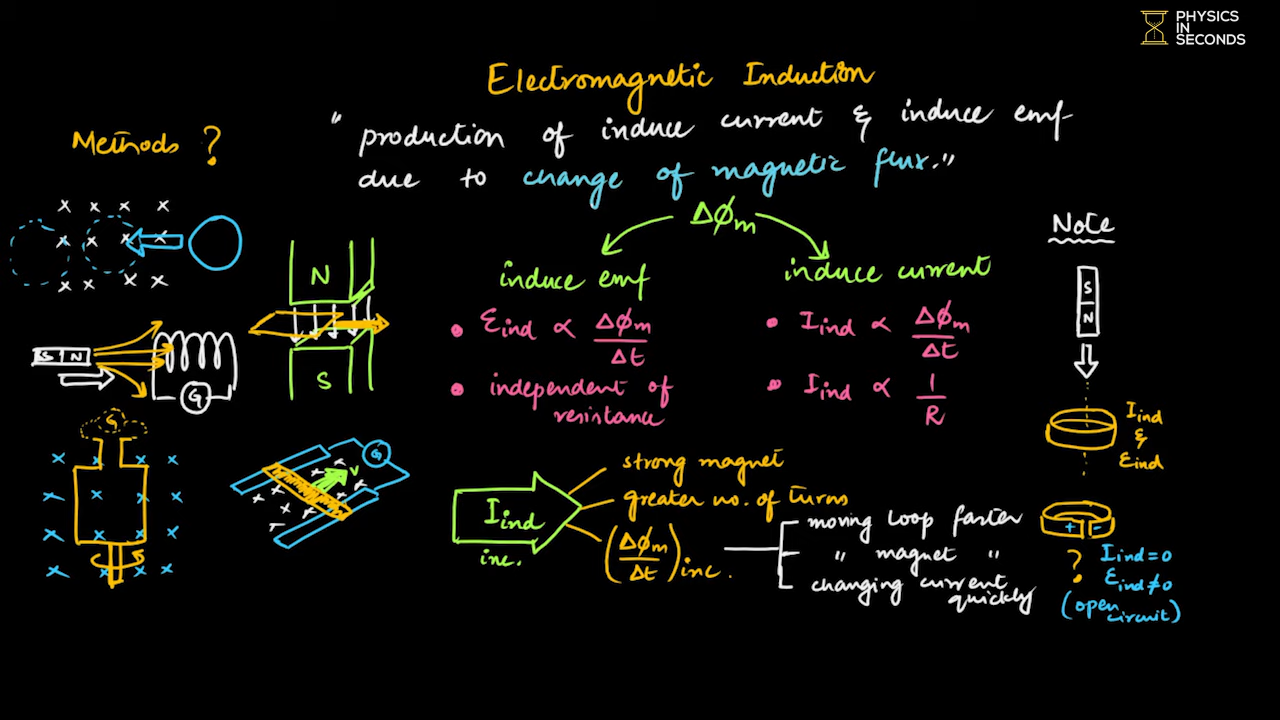 PHYSICS
IN
SECONDS
Electromagnetic Induction
"production of induce current & induce emf
due to change of magnetic flux."
Δϕm
Methods ?
x x x x
x x x x
x x x x
S N
G
N
S
G
x x x x
x x x x
x x x x
x x x x
G
v
x x x x x x x x x
induce emf
• Ɛind ∝ Δϕm
Δt
• independent of
resistance
induce current
• Iind ∝ Δϕm
Δt
• Iind ∝ 1
R
Iind
inc.
strong magnet
greater no. of turns
(Δϕm
Δt) inc.
moving loop faster
" magnet "
changing current
quickly
Note
S
N
Iind
&
Ɛind
+ -
? Iind = 0
Ɛind ≠ 0
(open
circuit)